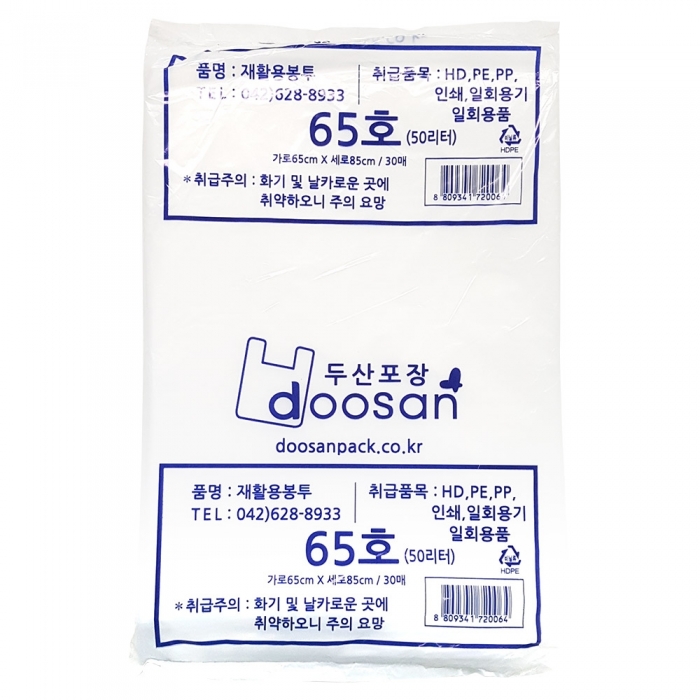 품명 : 재활용봉투
TEL : 042)628-8933
취급품목 : HD,PE,PP,
인쇄,일회용기
일회용품
65호 (50리터)
가로65cm X 세로85cm / 30매
HDPE
*취급주의 : 화기 및 날카로운 곳에
취약하오니 주의 요망
8 809341 720064
두산포장
doosan
doosanpack.co.kr
품명 : 재활용봉투
TEL : 042)628-8933
취급품목 : HD,PE,PP,
인쇄,일회용기
일회용품
65호 (50리터)
가로65cm X 세로85cm / 30매
HDPE
*취급주의 : 화기 및 날카로운 곳에
취약하오니 주의 요망
8 809341 720064